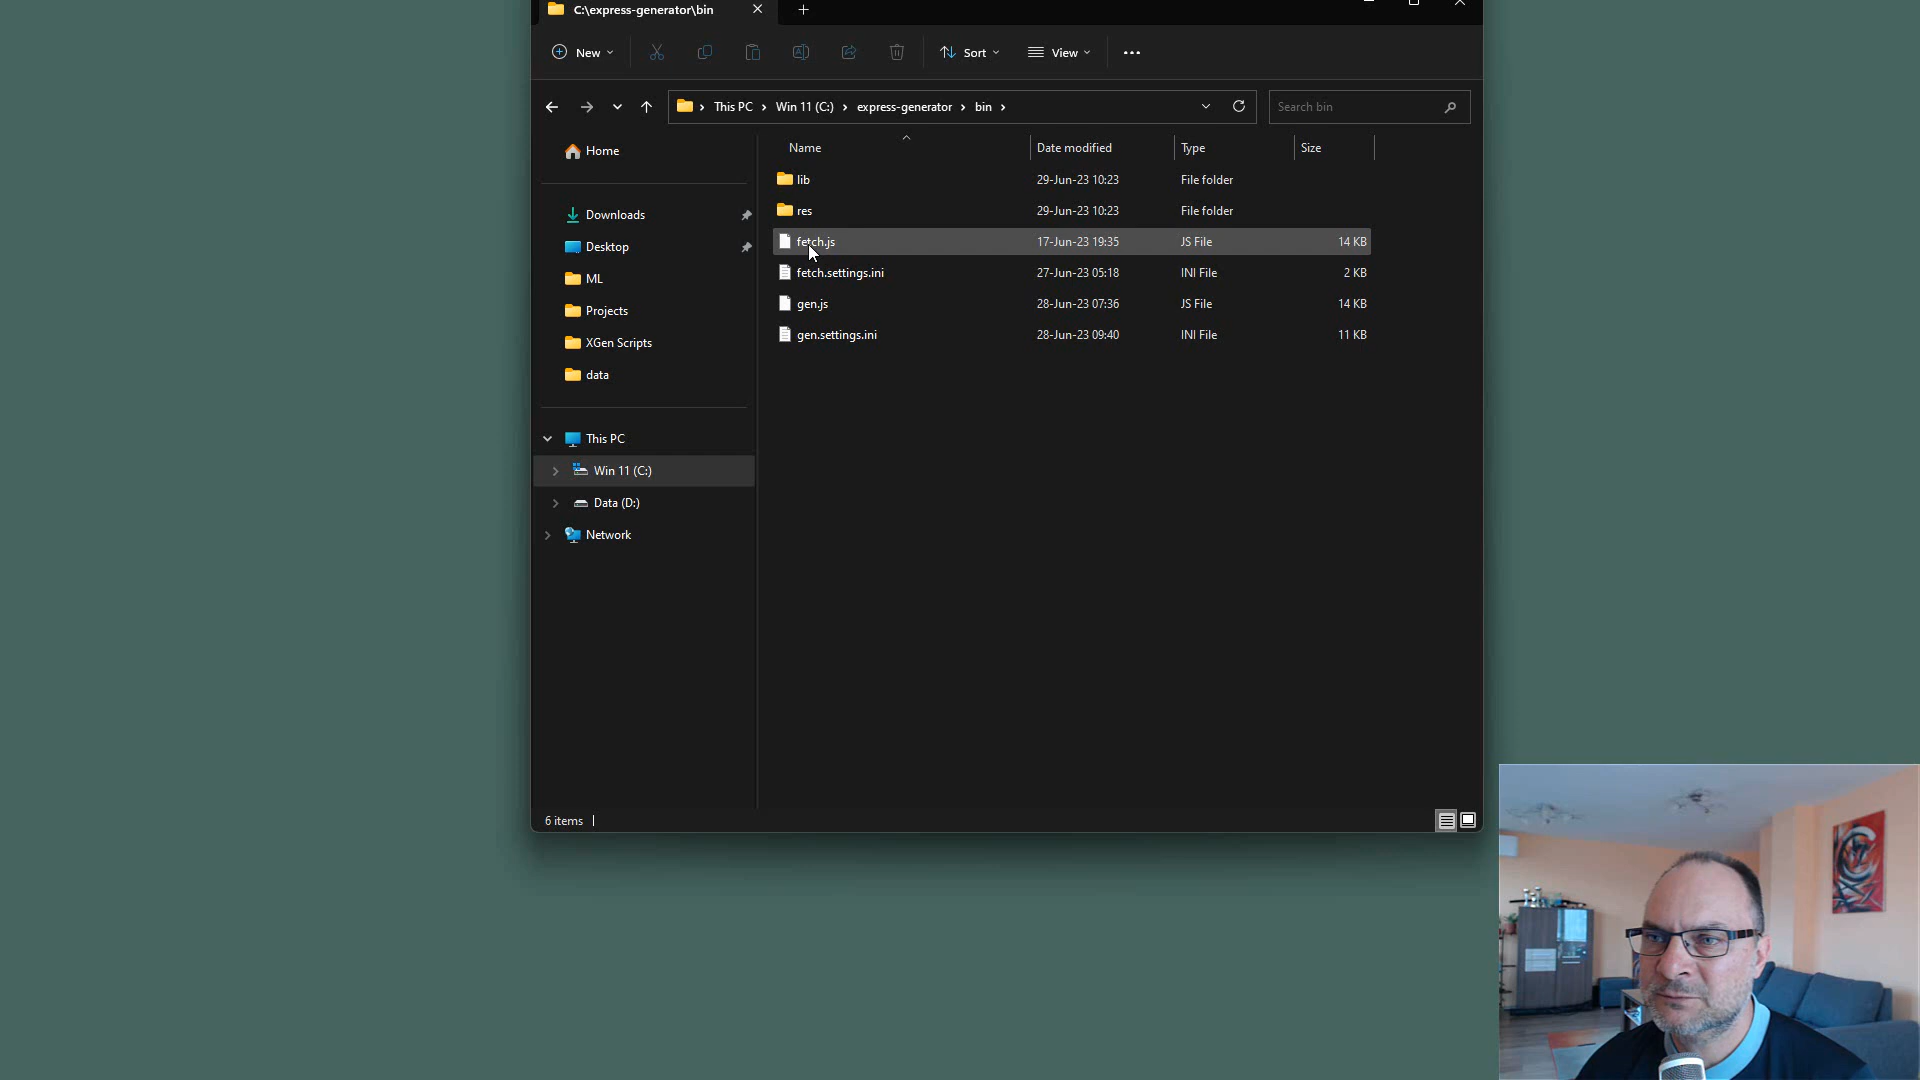 C:\express-generator\bin
New
Sort
View
This PC
Win 11 (C:)
express-generator
bin
Search bin
Home
Downloads
Desktop
ML
Projects
XGen Scripts
data
This PC
Win 11 (C:)
Data (D:)
Network
Name Date modified Type Size
lib 29-Jun-23 10:23 File folder
res 29-Jun-23 10:23 File folder
fetch.js 17-Jun-23 19:35 JS File 14 KB
fetch.settings.ini 27-Jun-23 05:18 INI File 2 KB
gen.js 28-Jun-23 07:36 JS File 14 KB
gen.settings.ini 28-Jun-23 09:40 INI File 11 KB
6 items